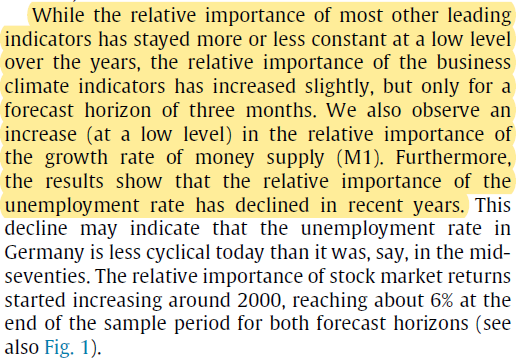 While the relative importance of most other leading
indicators has stayed more or less constant at a low level
over the years, the relative importance of the business
climate indicators has increased slightly, but only for a
forecast horizon of three months. We also observe an
increase (at a low level) in the relative importance of
the growth rate of money supply (M1). Furthermore,
the results show that the relative importance of the
unemployment rate has declined in recent years. This
decline may indicate that the unemployment rate in
Germany is less cyclical today than it was, say, in the mid-
seventies. The relative importance of stock market returns
started increasing around 2000, reaching about 6% at the
end of the sample period for both forecast horizons (see
also Fig. 1).